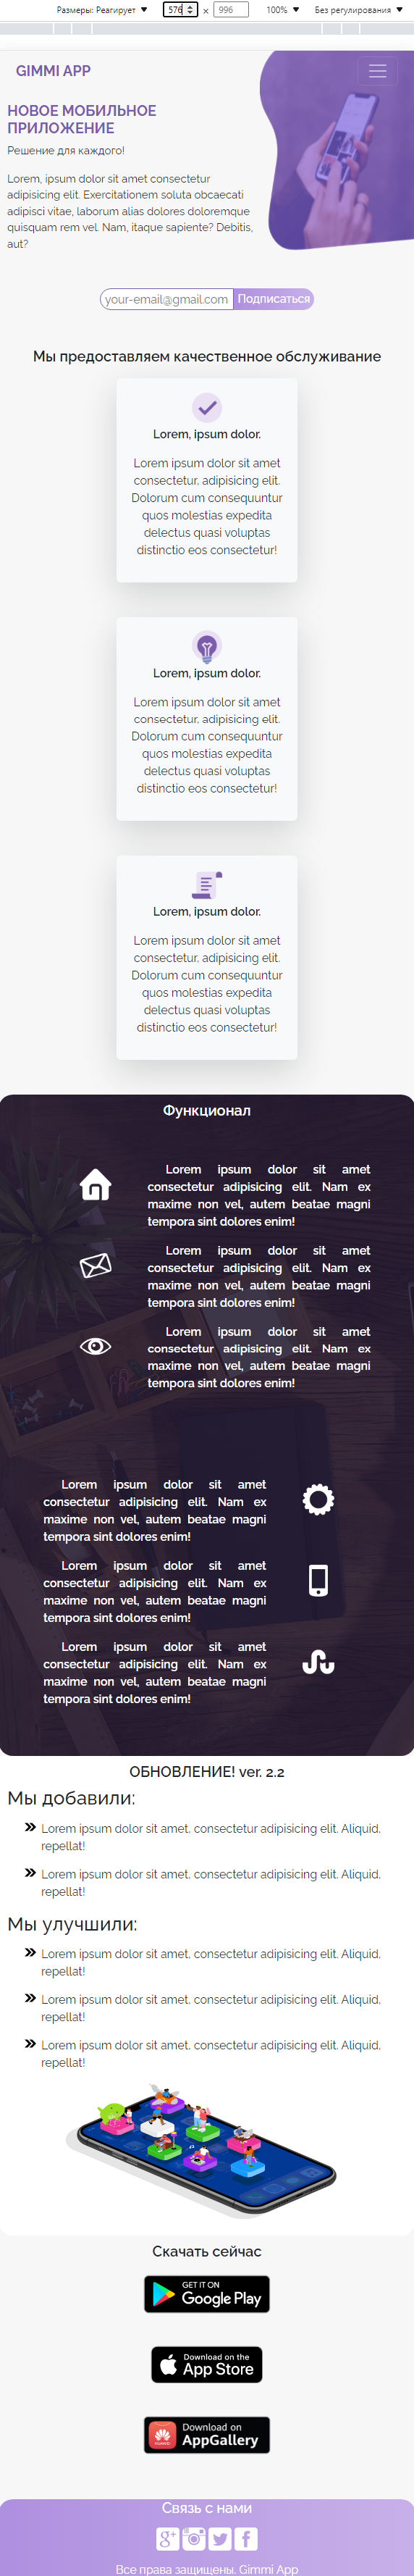 Размеры: Реагирует ▼ 576 × 996 100% ▼ Без регулирования ▼
GIMMI APP
НОВОЕ МОБИЛЬНОЕ
ПРИЛОЖЕНИЕ
Решение для каждого!
Lorem, ipsum dolor sit amet consectetur
adipisicing elit. Exercitationem soluta obcaecati
adipisci vitae, laborum alias dolores doloremque
quisquam rem vel. Nam, itaque sapiente? Debitis,
aut?
your-email@gmail.com Подписаться
Мы предоставляем качественное обслуживание
Lorem, ipsum dolor.
Lorem ipsum dolor sit amet
consectetur, adipisicing elit.
Dolorum cum consequuntur
quos molestias expedita
delectus quasi voluptas
distinctio eos consectetur!
Lorem, ipsum dolor.
Lorem ipsum dolor sit amet
consectetur, adipisicing elit.
Dolorum cum consequuntur
quos molestias expedita
delectus quasi voluptas
distinctio eos consectetur!
Lorem, ipsum dolor.
Lorem ipsum dolor sit amet
consectetur, adipisicing elit.
Dolorum cum consequuntur
quos molestias expedita
delectus quasi voluptas
distinctio eos consectetur!
Функционал
Lorem ipsum dolor sit amet
consectetur adipisicing elit. Nam ex
maxime non vel, autem beatae magni
tempora sint dolores enim!
Lorem ipsum dolor sit amet
consectetur adipisicing elit. Nam ex
maxime non vel, autem beatae magni
tempora sint dolores enim!
Lorem ipsum dolor sit amet
consectetur adipisicing elit. Nam ex
maxime non vel, autem beatae magni
tempora sint dolores enim!
Lorem ipsum dolor sit amet
consectetur adipisicing elit. Nam ex
maxime non vel, autem beatae magni
tempora sint dolores enim!
Lorem ipsum dolor sit amet
consectetur adipisicing elit. Nam ex
maxime non vel, autem beatae magni
tempora sint dolores enim!
Lorem ipsum dolor sit amet
consectetur adipisicing elit. Nam ex
maxime non vel, autem beatae magni
tempora sint dolores enim!
ОБНОВЛЕНИЕ! ver. 2.2
Мы добавили:
Lorem ipsum dolor sit amet, consectetur adipisicing elit. Aliquid,
repellat!
Lorem ipsum dolor sit amet, consectetur adipisicing elit. Aliquid,
repellat!
Мы улучшили:
Lorem ipsum dolor sit amet, consectetur adipisicing elit. Aliquid,
repellat!
Lorem ipsum dolor sit amet, consectetur adipisicing elit. Aliquid,
repellat!
Lorem ipsum dolor sit amet, consectetur adipisicing elit. Aliquid,
repellat!
Скачать сейчас
GET IT ON
Google Play
Download on the
App Store
HUAWEI
Download on
AppGallery
Связь с нами
Все права защищены. Gimmi App